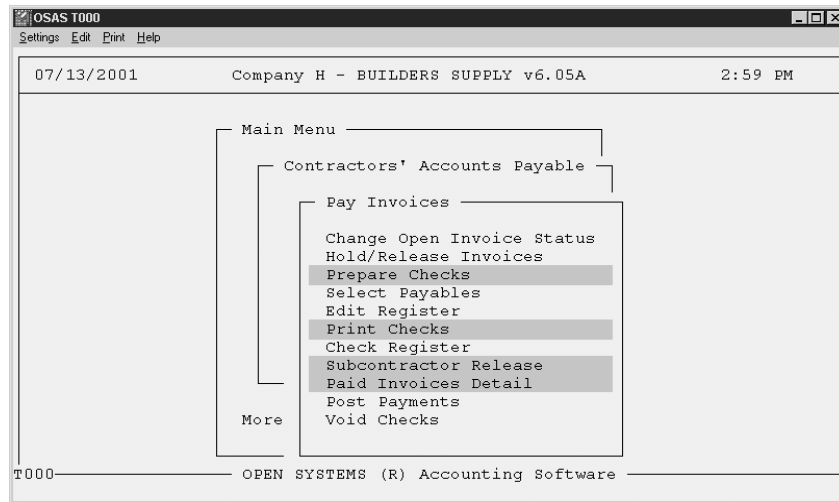 OSAS T000
Settings Edit Print Help
07/13/2001 Company H - BUILDERS SUPPLY v6.05A 2:59 PM
Main Menu
Contractors' Accounts Payable
Pay Invoices
Change Open Invoice Status
Hold/Release Invoices
Prepare Checks
Select Payables
Edit Register
Print Checks
Check Register
Subcontractor Release
Paid Invoices Detail
Post Payments
More Void Checks
T000 OPEN SYSTEMS (R) Accounting Software